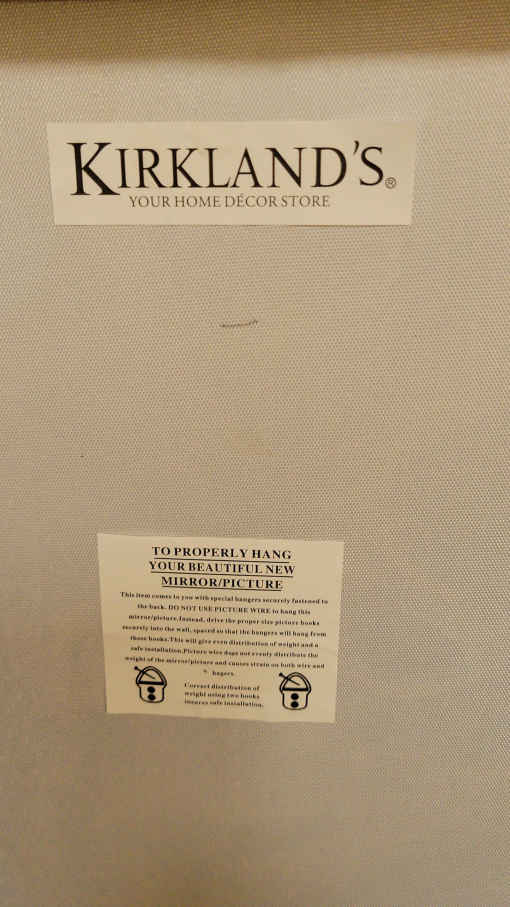 KIRKLAND'S®
YOUR HOME DÉCOR STORE
TO PROPERLY HANG
YOUR BEAUTIFUL NEW
MIRROR/PICTURE
This item comes to you with special hangers securely fastened to
the back. DO NOT USE PICTURE WIRE to hang this
mirror/picture.Instead, drive the proper size picture hooks
securely into the wall, spaced so that the hangers will hang from
these hooks.This will give even distribution of weight and a
safe installation.Picture wire does not evenly distribute the
weight of the mirror/picture and causes strain on both wire and
hagers.
Correct distribution of
weight using two hooks
insures safe installation.